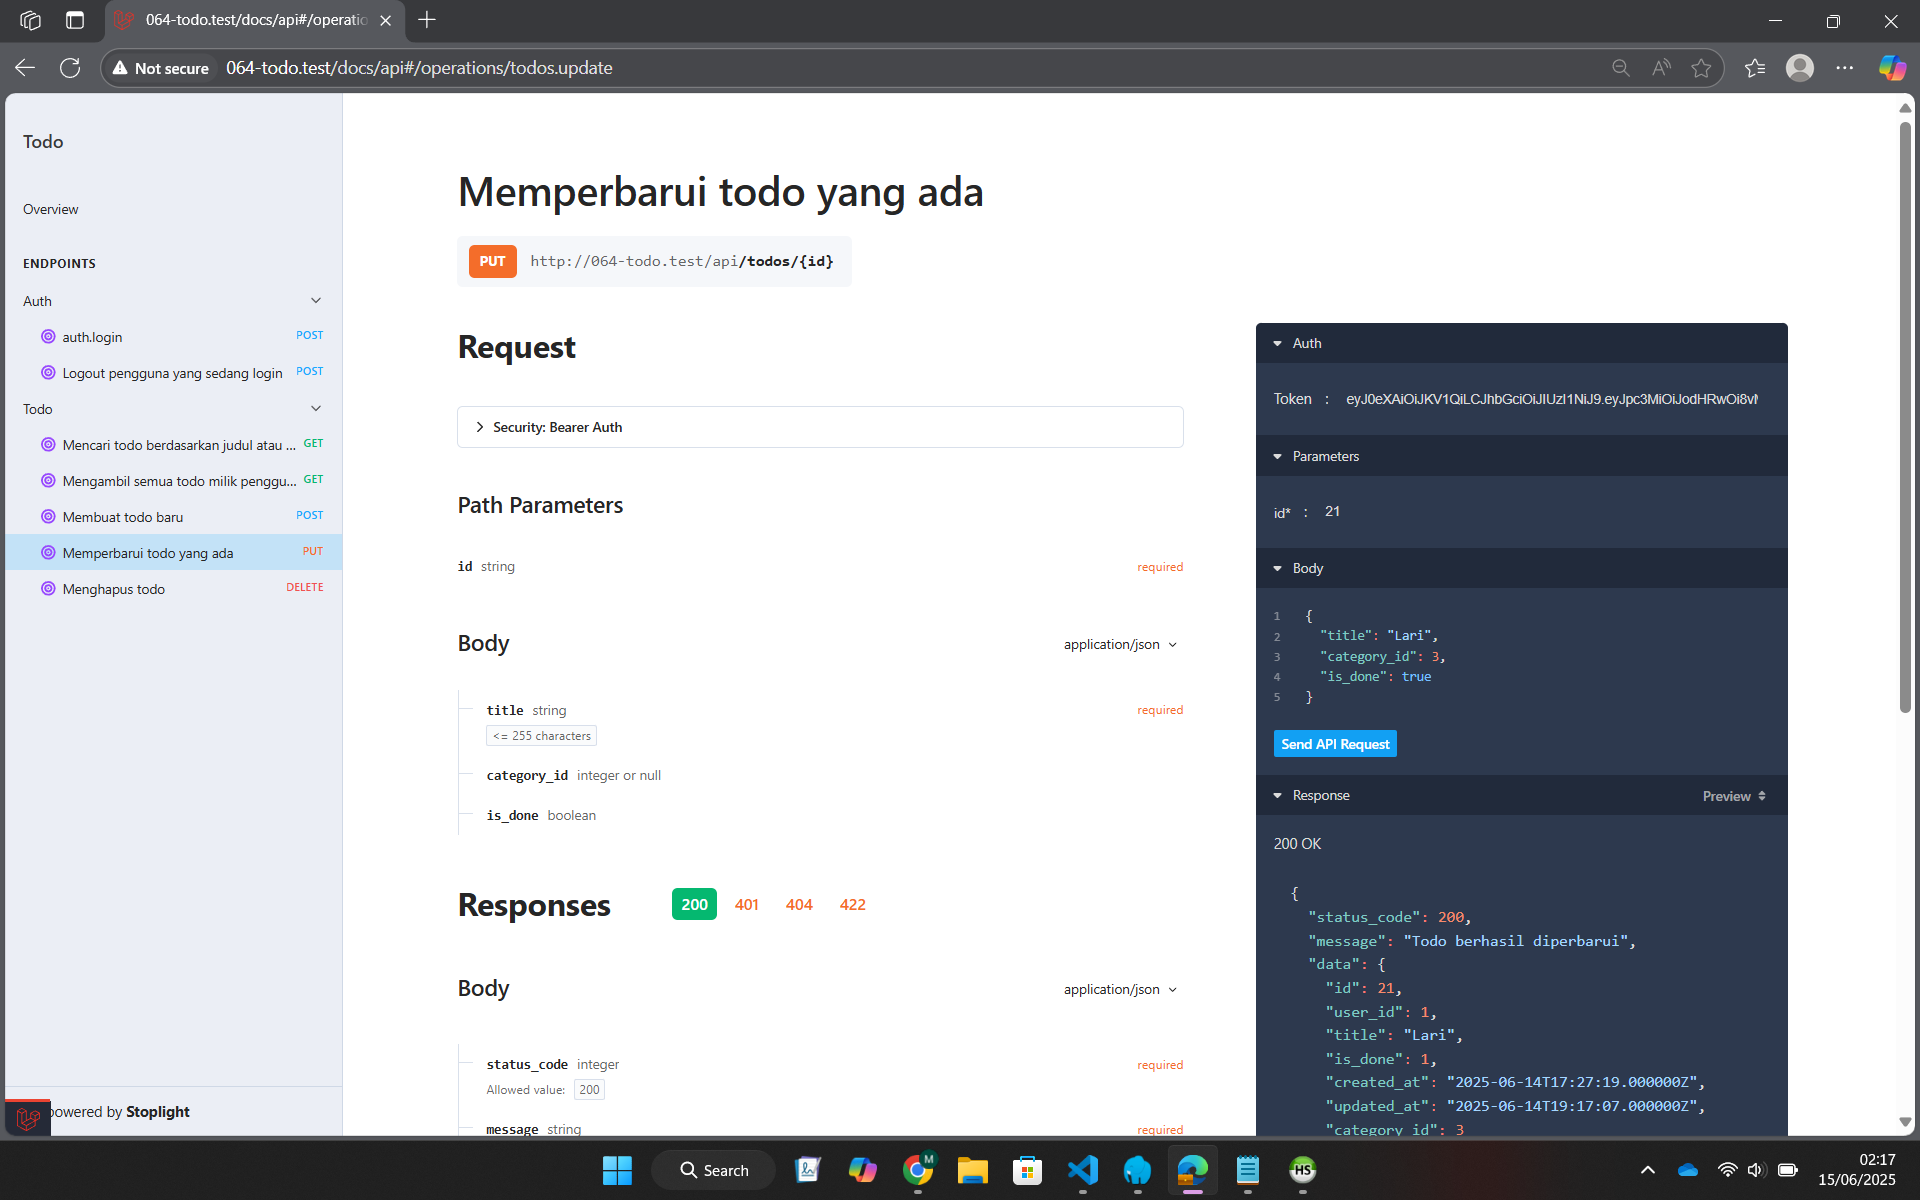 064-todo.test/docs/api#/operatio
Not secure
064-todo.test/docs/api#/operations/todos.update
Todo
Overview
ENDPOINTS
Auth
auth.login POST
Logout pengguna yang sedang login POST
Todo
Mencari todo berdasarkan judul atau ... GET
Mengambil semua todo milik penggu... GET
Membuat todo baru POST
Memperbarui todo yang ada PUT
Menghapus todo DELETE
powered by Stoplight
Memperbarui todo yang ada
PUT http://064-todo.test/api/todos/{id}
Request
Security: Bearer Auth
Path Parameters
id string required
Body application/json
title string required
<= 255 characters
category_id integer or null
is_done boolean
Responses 200 401 404 422
Body application/json
status_code integer required
Allowed value: 200
message string required
Auth
Token : eyJ0eXAiOiJKV1QiLCJhbGciOiJIUzI1NiJ9.eyJpc3MiOiJodHRwOi8v
Parameters
id* : 21
Body
1 {
2 "title": "Lari",
3 "category_id": 3,
4 "is_done": true
5 }
Send API Request
Response Preview
200 OK
{
"status_code": 200,
"message": "Todo berhasil diperbarui",
"data": {
"id": 21,
"user_id": 1,
"title": "Lari",
"is_done": 1,
"created_at": "2025-06-14T17:27:19.000000Z",
"updated_at": "2025-06-14T19:17:07.000000Z",
"category_id": 3
Search
M
HS
02:17
15/06/2025